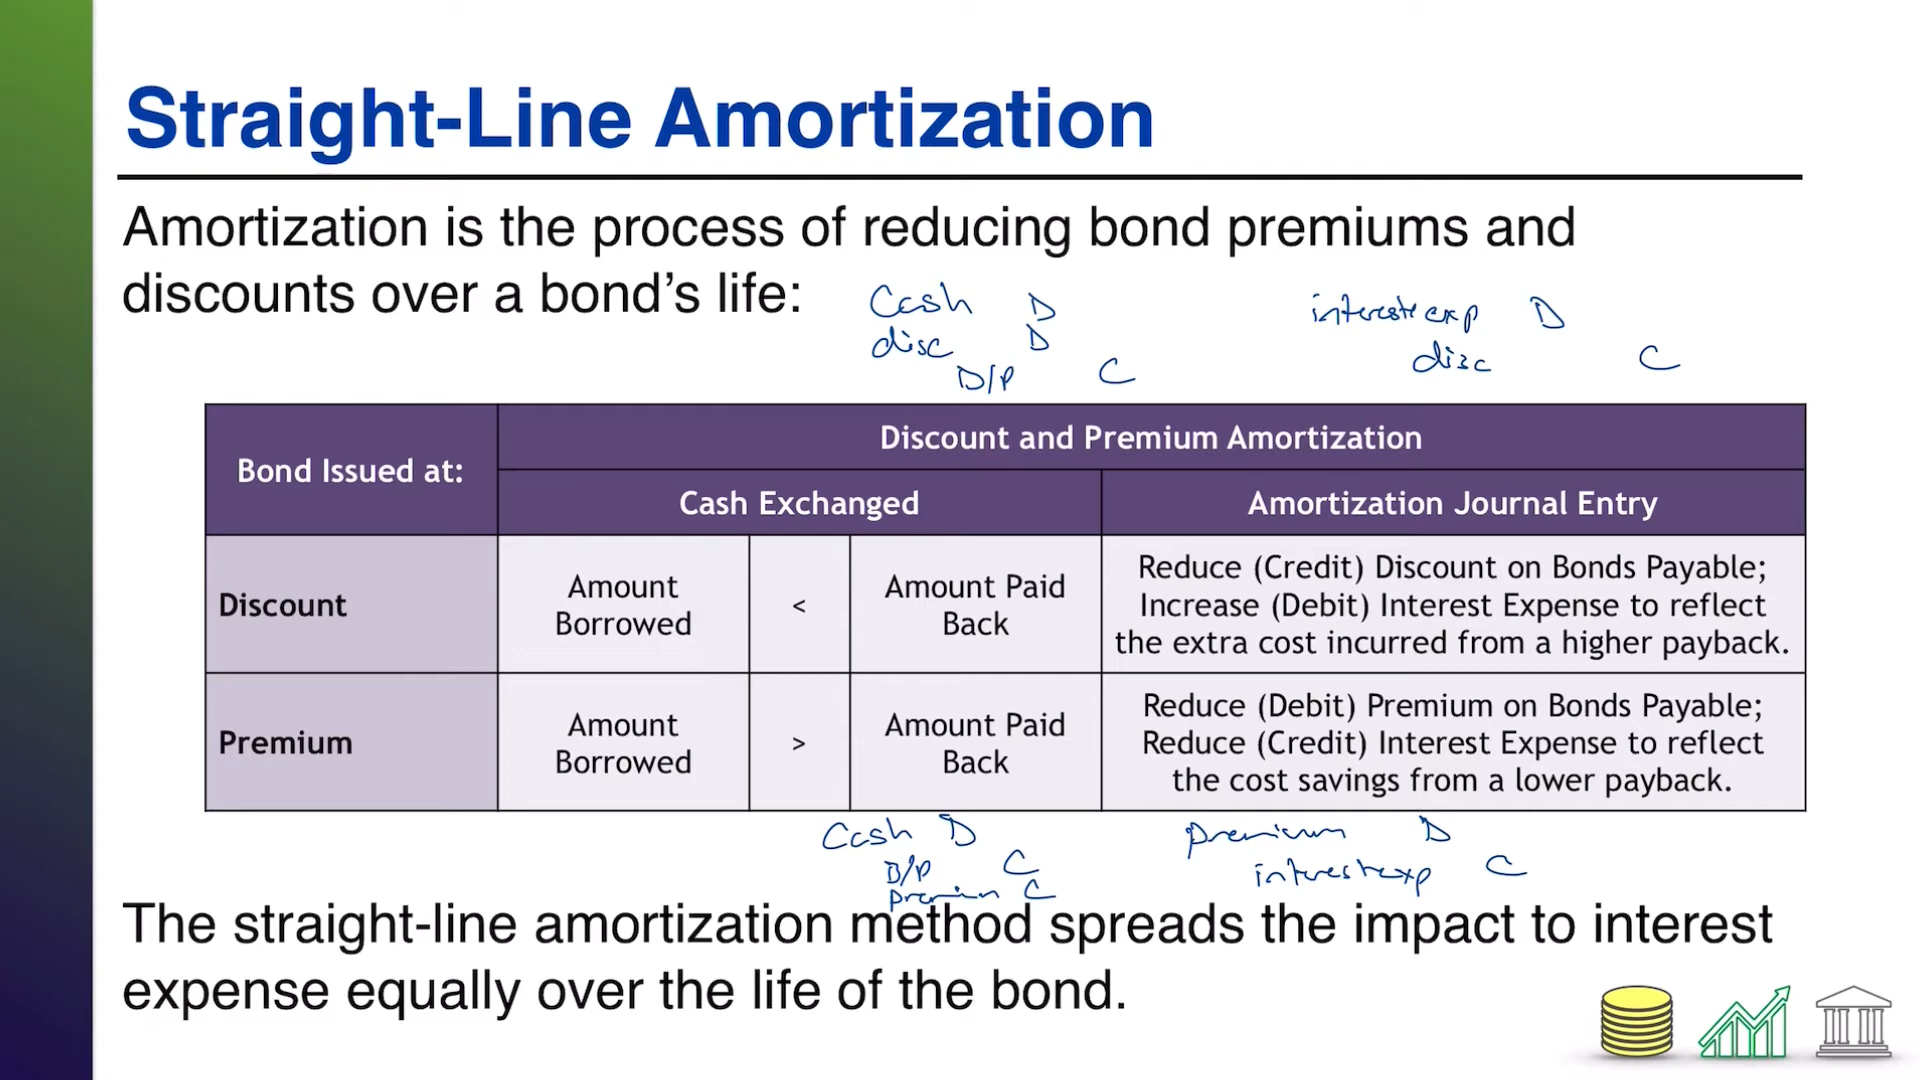 Straight-Line Amortization
Amortization is the process of reducing bond premiums and
discounts over a bond’s life:
Cash D
disc D
B/P C
interest exp D
disc C
Bond Issued at:
Discount and Premium Amortization
Cash Exchanged
Amortization Journal Entry
Discount
Amount
Borrowed
<
Amount Paid
Back
Reduce (Credit) Discount on Bonds Payable;
Increase (Debit) Interest Expense to reflect
the extra cost incurred from a higher payback.
Premium
Amount
Borrowed
>
Amount Paid
Back
Reduce (Debit) Premium on Bonds Payable;
Reduce (Credit) Interest Expense to reflect
the cost savings from a lower payback.
Cash D
B/P C
premium C
premium D
interest exp C
The straight-line amortization method spreads the impact to interest
expense equally over the life of the bond.